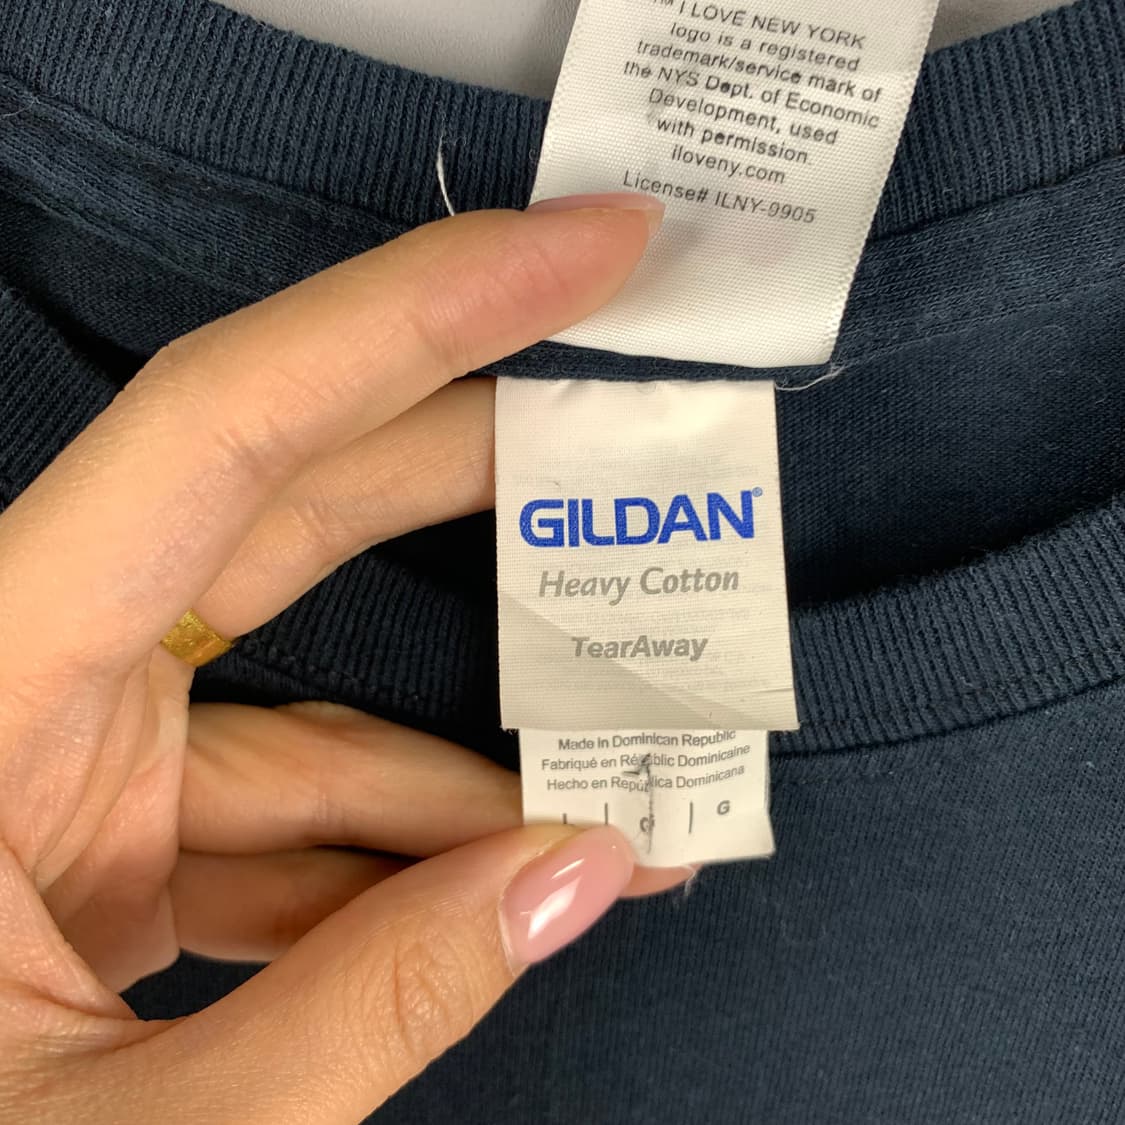 ™ I LOVE NEW YORK
logo is a registered
trademark/service mark of
the NYS Dept. of Economic
Development, used
with permission.
iloveny.com
License# ILNY-9905
GILDAN®
Heavy Cotton
TearAway
Made in Dominican Republic
Fabriqué en République Dominicaine
Hecho en República Dominicana
| G | G